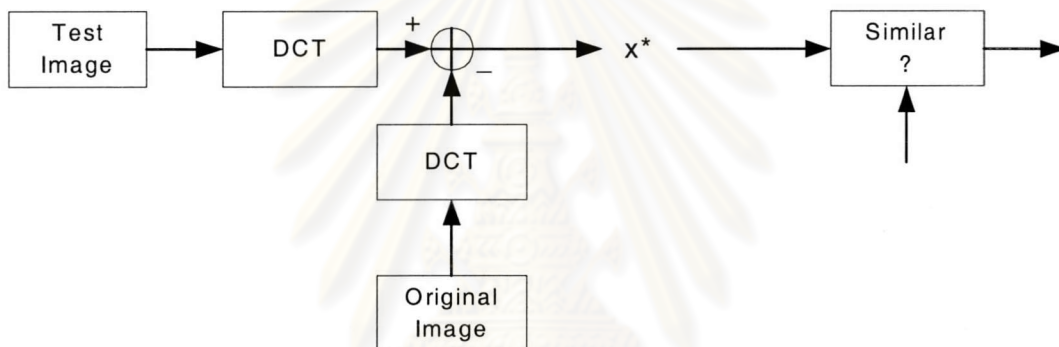 Test
Image
DCT
+
−
x*
Similar
?
DCT
Original
Image